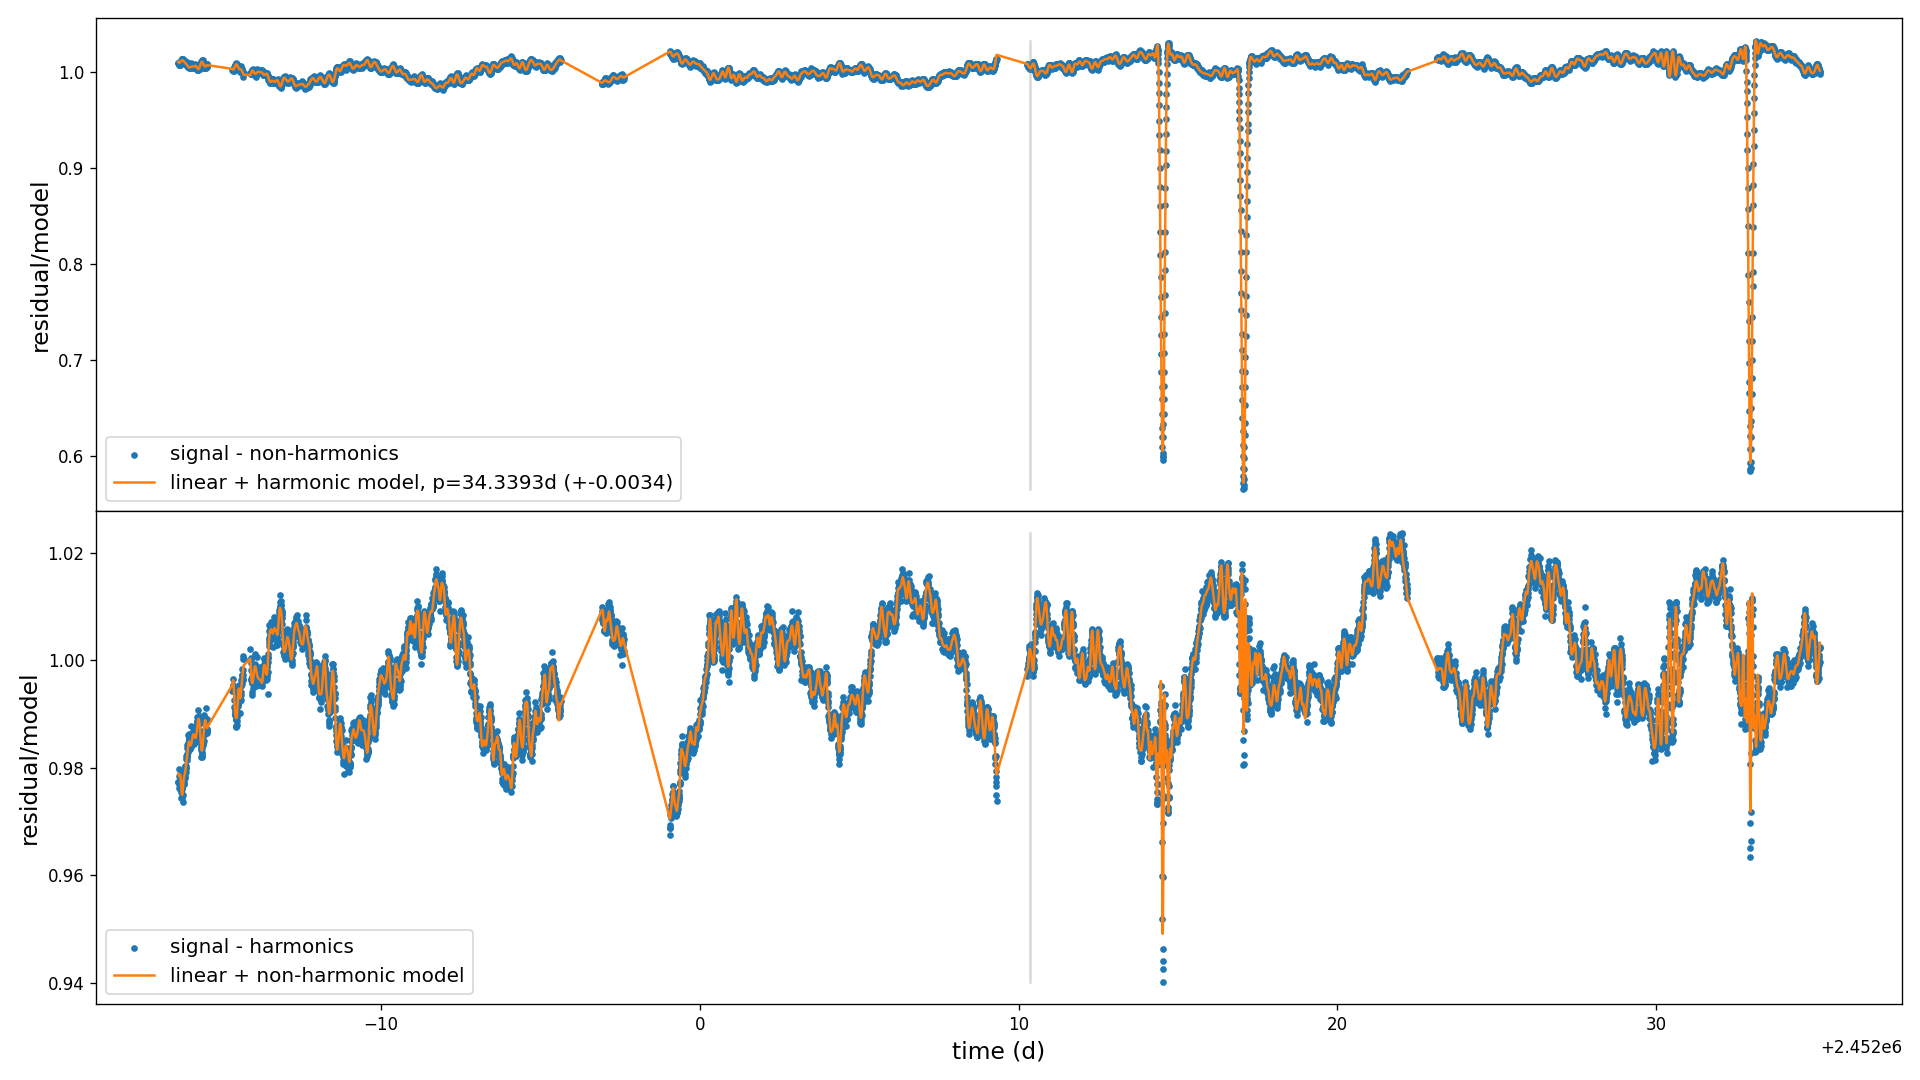 1.0
0.9
0.8
0.7
0.6
residual/model
signal - non-harmonics
linear + harmonic model, p=34.3393d (+-0.0034)
1.02
1.00
0.98
0.96
0.94
residual/model
signal - harmonics
linear + non-harmonic model
−10 0 10 20 30
time (d)
+2.452e6